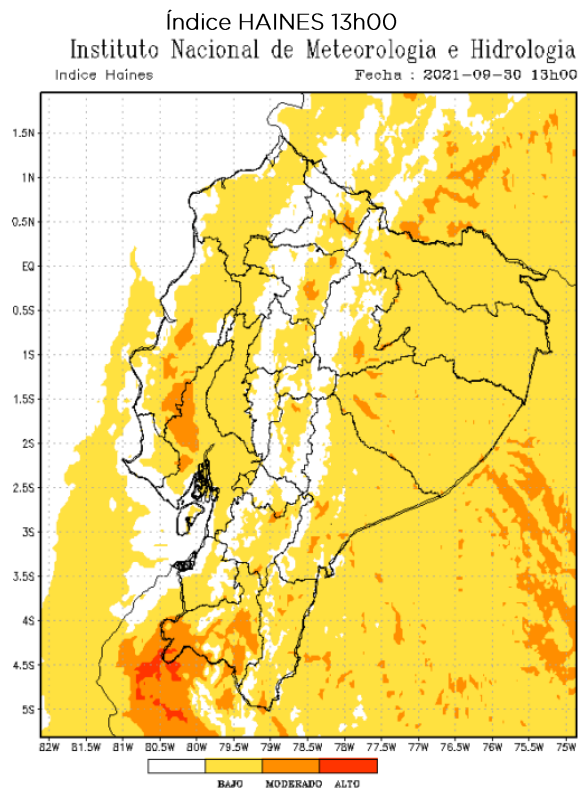 Índice HAINES 13h00
Instituto Nacional de Meteorologia e Hidrologia
Indice Haines Fecha : 2021-09-30 13h00
1.5N
1N
0.5N
EQ
0.5S
1S
1.5S
2S
2.5S
3S
3.5S
4S
4.5S
5S
82W 81.5W 81W 80.5W 80W 79.5W 79W 78.5W 78W 77.5W 77W 76.5W 76W 75.5W 75W
BAJO MODERADO ALTO